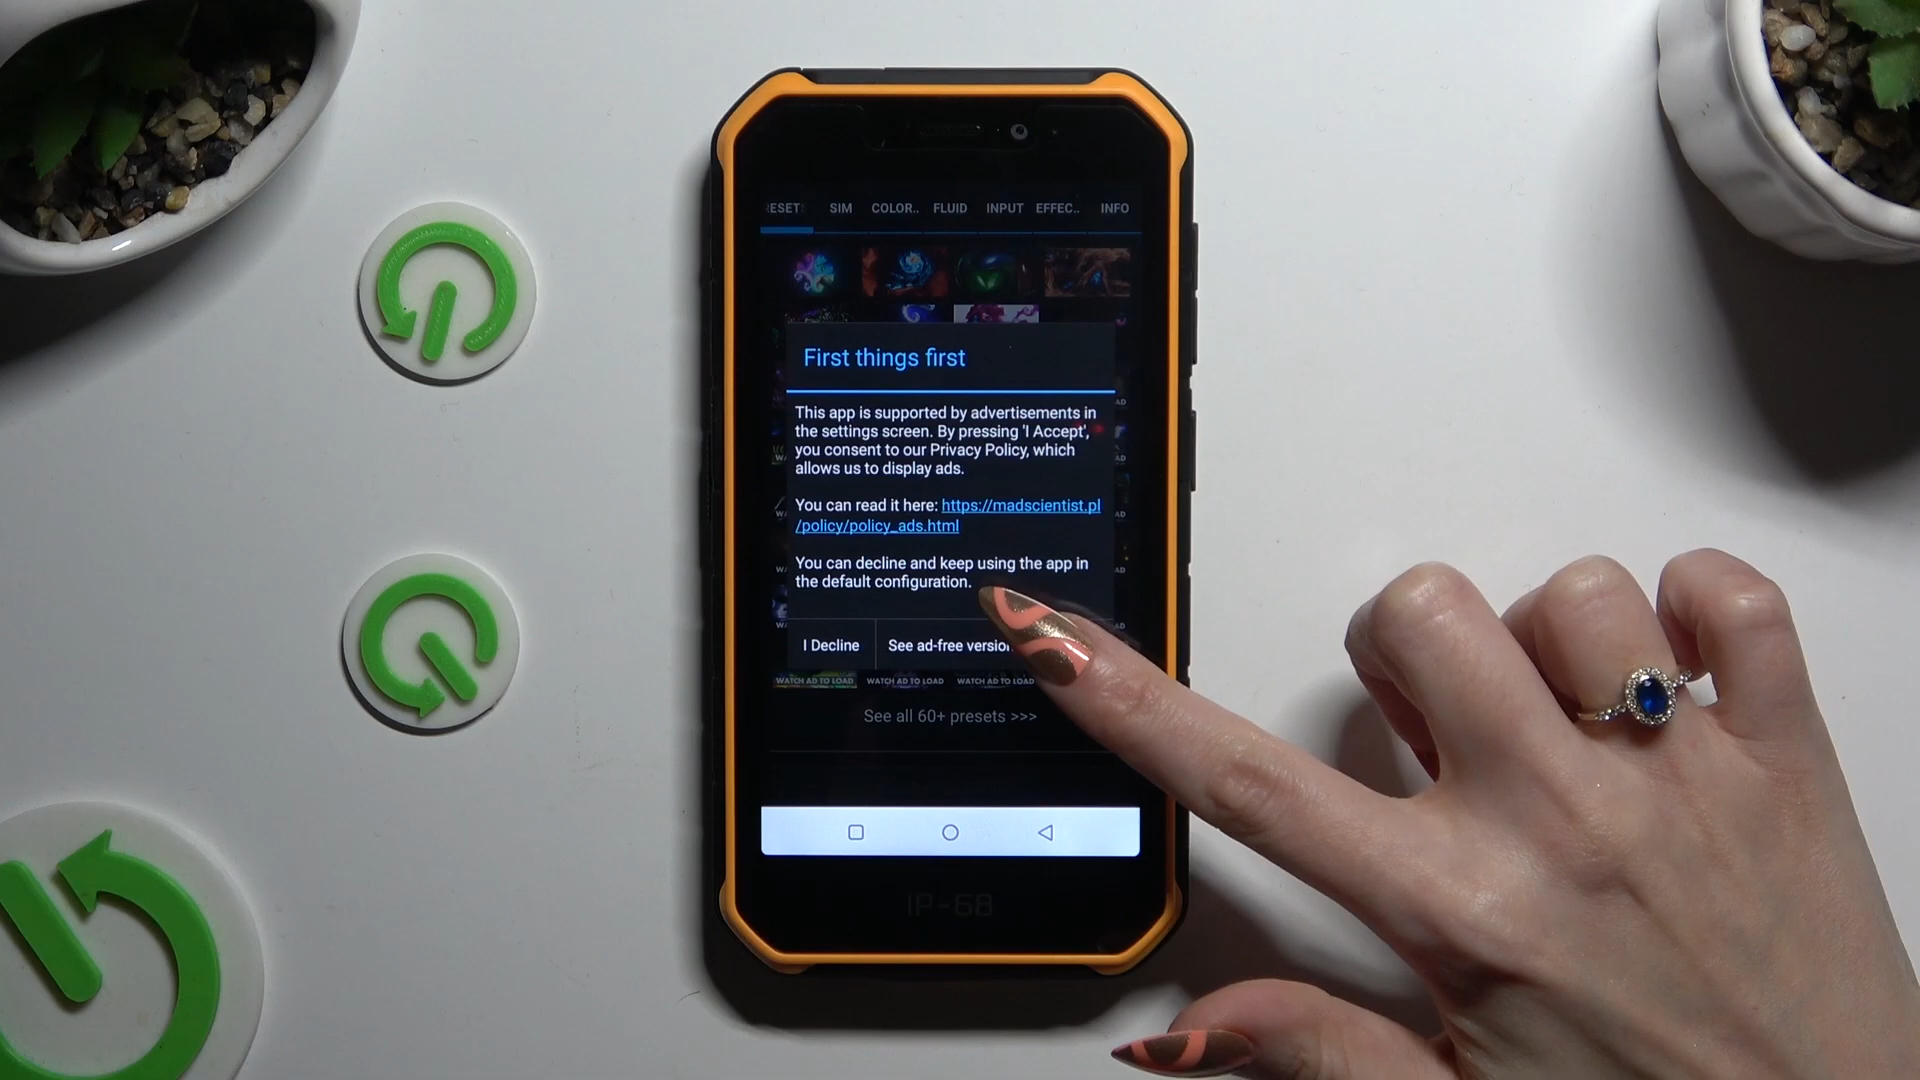 SIM COLOR.. FLUID INPUT EFFEC.. INFO
First things first
This app is supported by advertisements in
the settings screen. By pressing 'I Accept',
you consent to our Privacy Policy, which
allows us to display ads.
You can read it here: https://madscientist.pl
/policy/policy_ads.html
You can decline and keep using the app in
the default configuration.
I Decline
See ad-free version
WATCH AD TO LOAD WATCH AD TO LOAD WATCH AD TO LOAD
See all 60+ presets >>>
IP-68